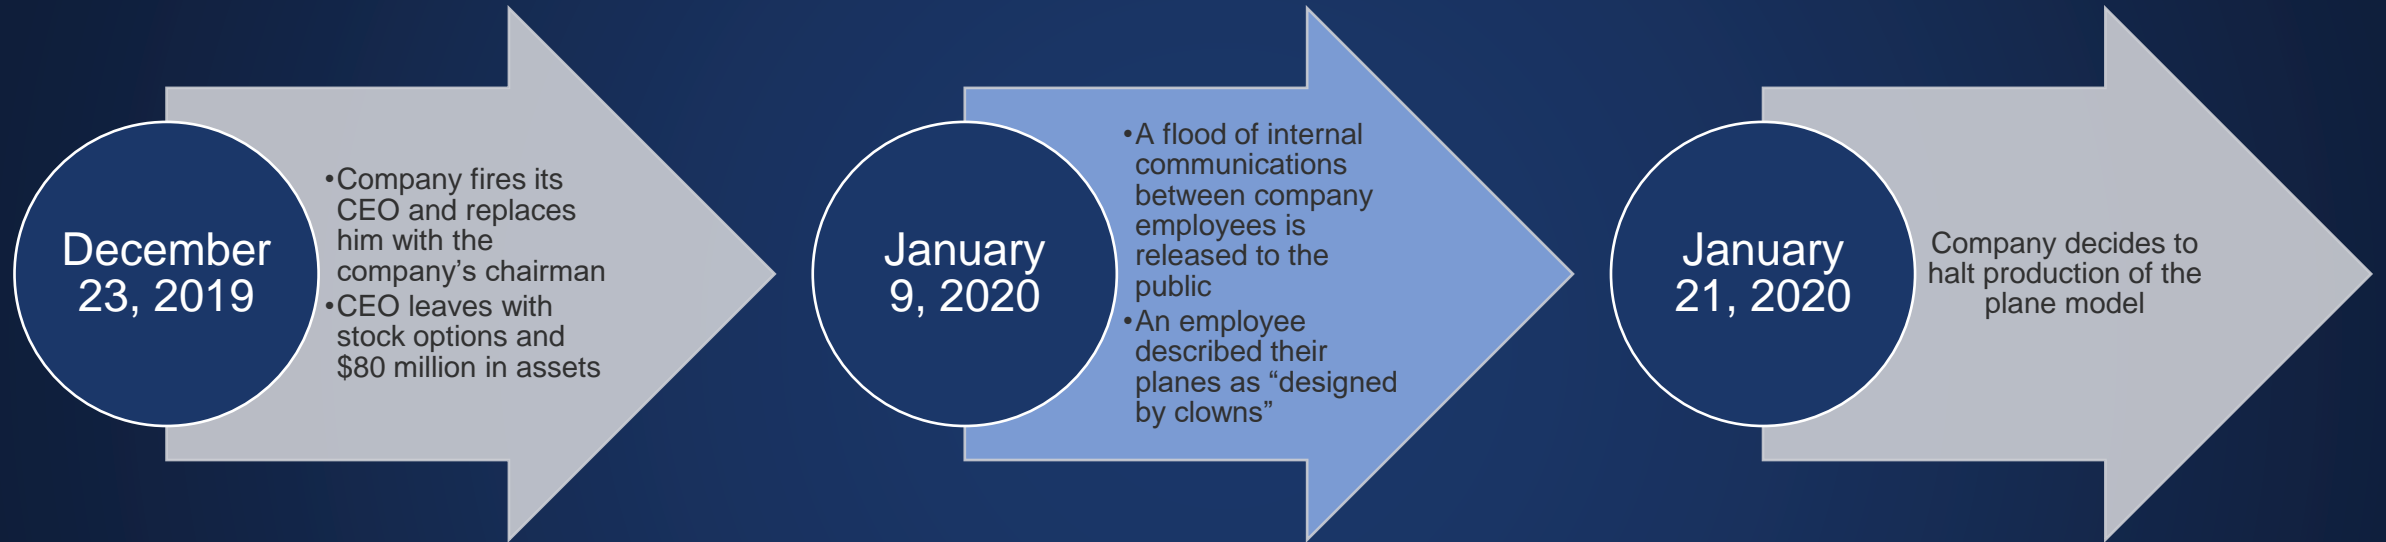 December
23, 2019
•Company fires its
CEO and replaces
him with the
company’s chairman
•CEO leaves with
stock options and
$80 million in assets
January
9, 2020
•A flood of internal
communications
between company
employees is
released to the
public
•An employee
described their
planes as “designed
by clowns”
January
21, 2020
Company decides to
halt production of the
plane model